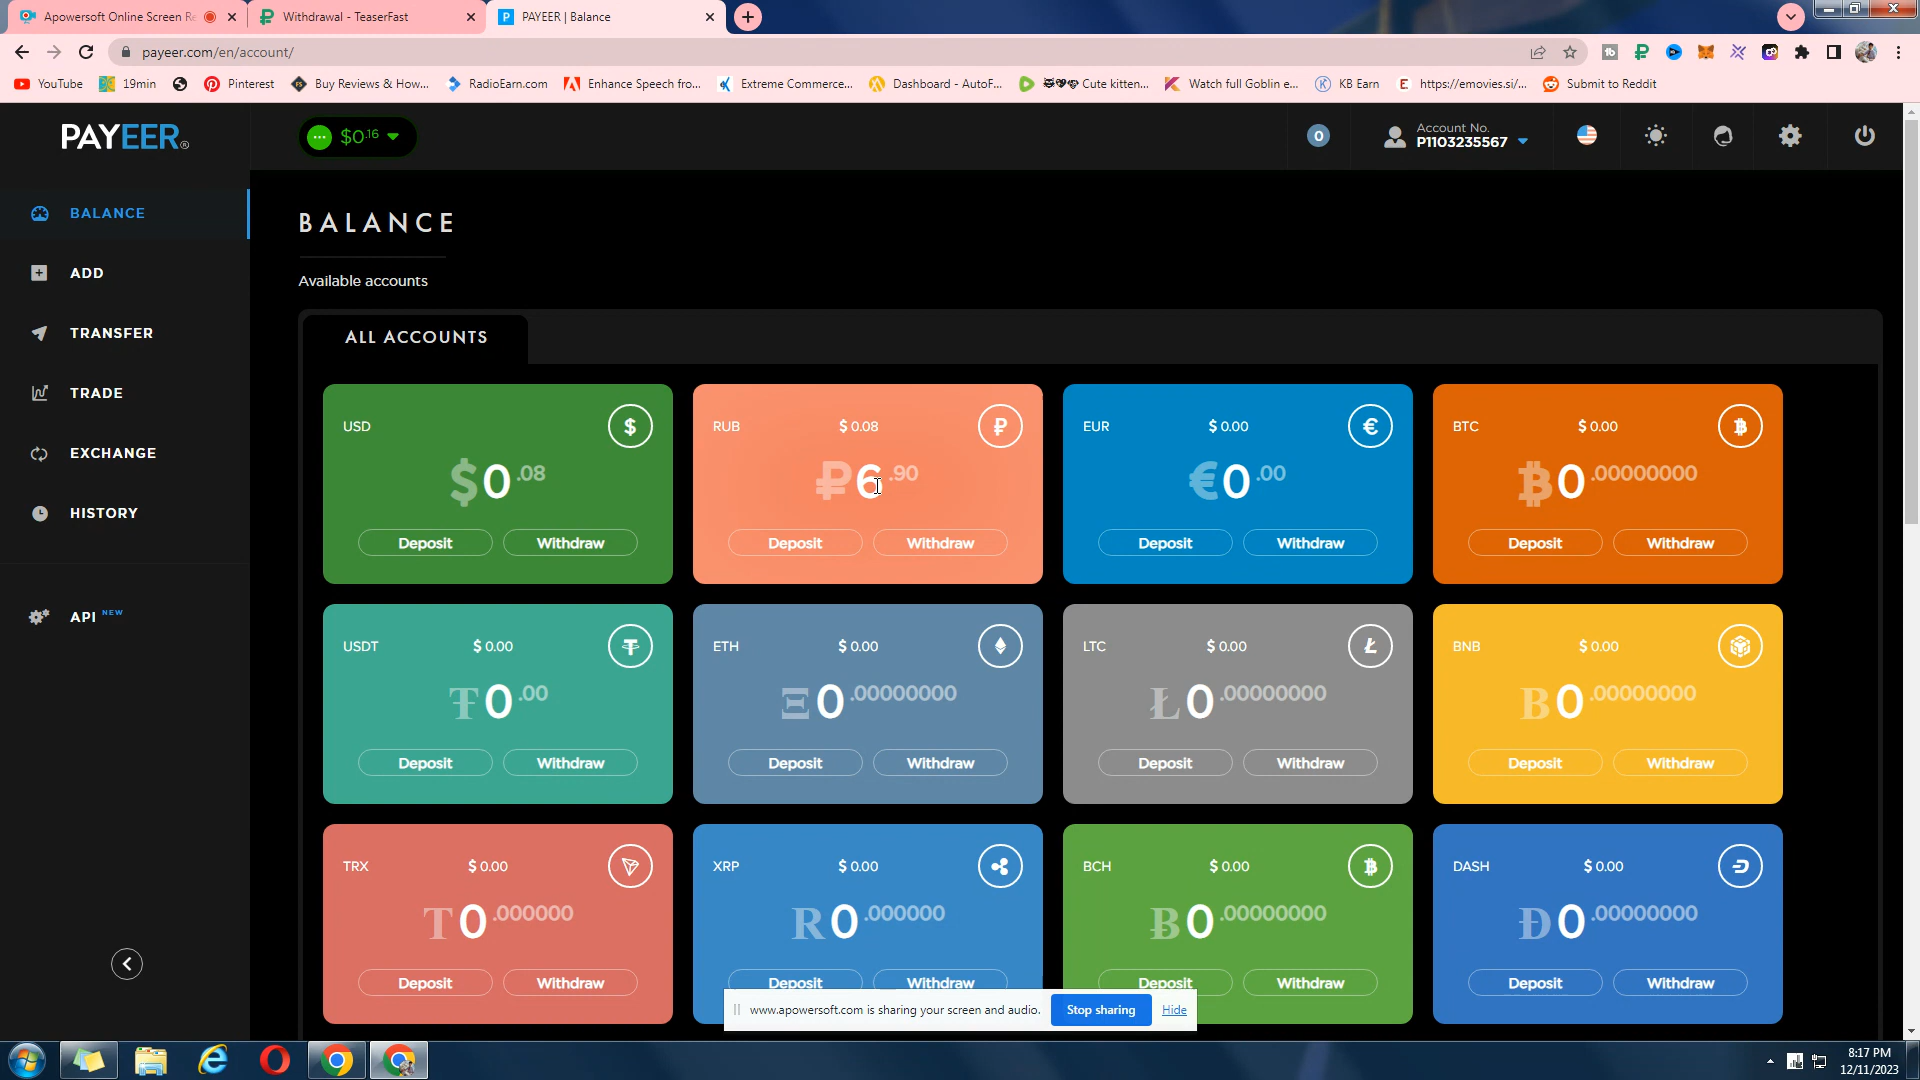 Apowersoft Online Screen Re
Withdrawal - TeaserFast
PAYEER | Balance
payeer.com/en/account/
YouTube
19min
Pinterest
Buy Reviews & How...
RadioEarn.com
Enhance Speech fro...
Extreme Commerce...
Dashboard - AutoF...
Cute kitten...
Watch full Goblin e...
KB Earn
https://emovies.si/...
Submit to Reddit
PAYEER®
$0.16
0
Account No.
P1103235567
BALANCE
ADD
TRANSFER
TRADE
EXCHANGE
HISTORY
API NEW
BALANCE
Available accounts
ALL ACCOUNTS
USD
$0.08
Deposit Withdraw
RUB $ 0.08
₽6.90
Deposit Withdraw
EUR $ 0.00
€0.00
Deposit Withdraw
BTC $ 0.00
₿0.00000000
Deposit Withdraw
USDT $ 0.00
₮0.00
Deposit Withdraw
ETH $ 0.00
Ξ0.00000000
Deposit Withdraw
LTC $ 0.00
Ł0.00000000
Deposit Withdraw
BNB $ 0.00
B0.00000000
Deposit Withdraw
TRX $ 0.00
T0.000000
Deposit Withdraw
XRP $ 0.00
R0.000000
Deposit Withdraw
BCH $ 0.00
Ƀ0.00000000
Deposit Withdraw
DASH $ 0.00
Đ0.00000000
Deposit Withdraw
www.apowersoft.com is sharing your screen and audio. Stop sharing Hide
8:17 PM
12/11/2023